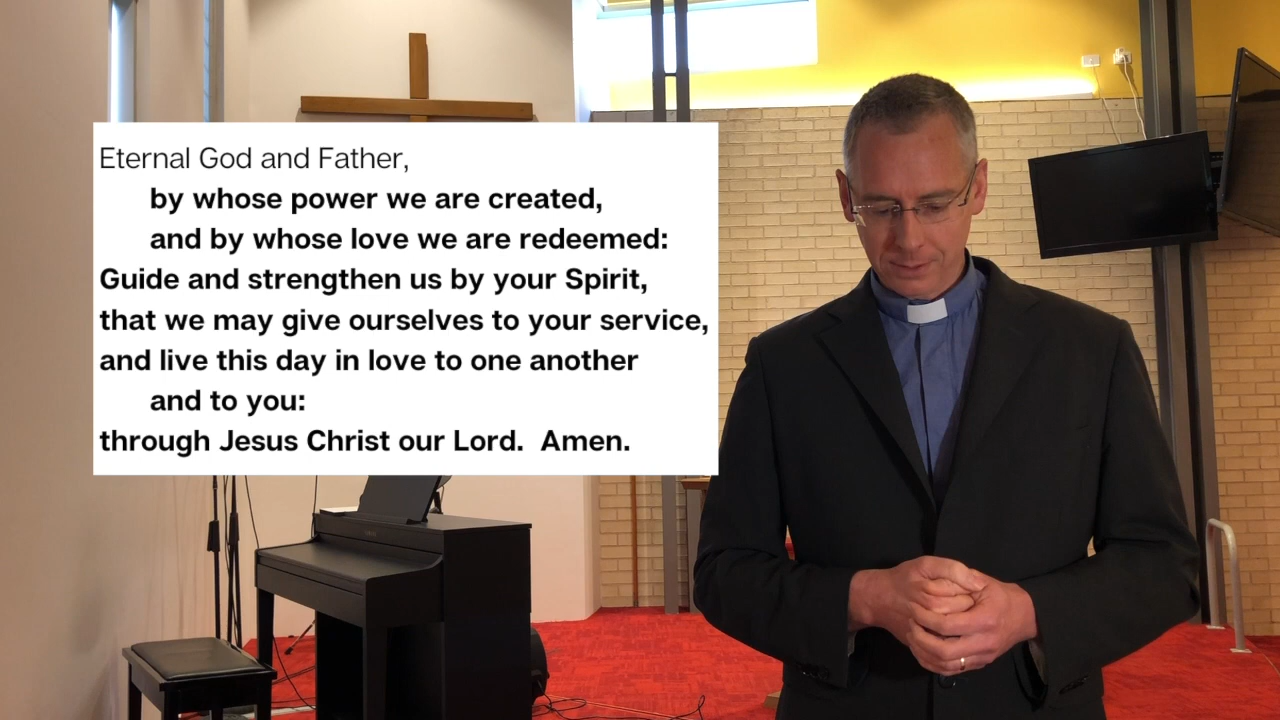 Eternal God and Father,
by whose power we are created,
and by whose love we are redeemed:
Guide and strengthen us by your Spirit,
that we may give ourselves to your service,
and live this day in love to one another
and to you:
through Jesus Christ our Lord.  Amen.